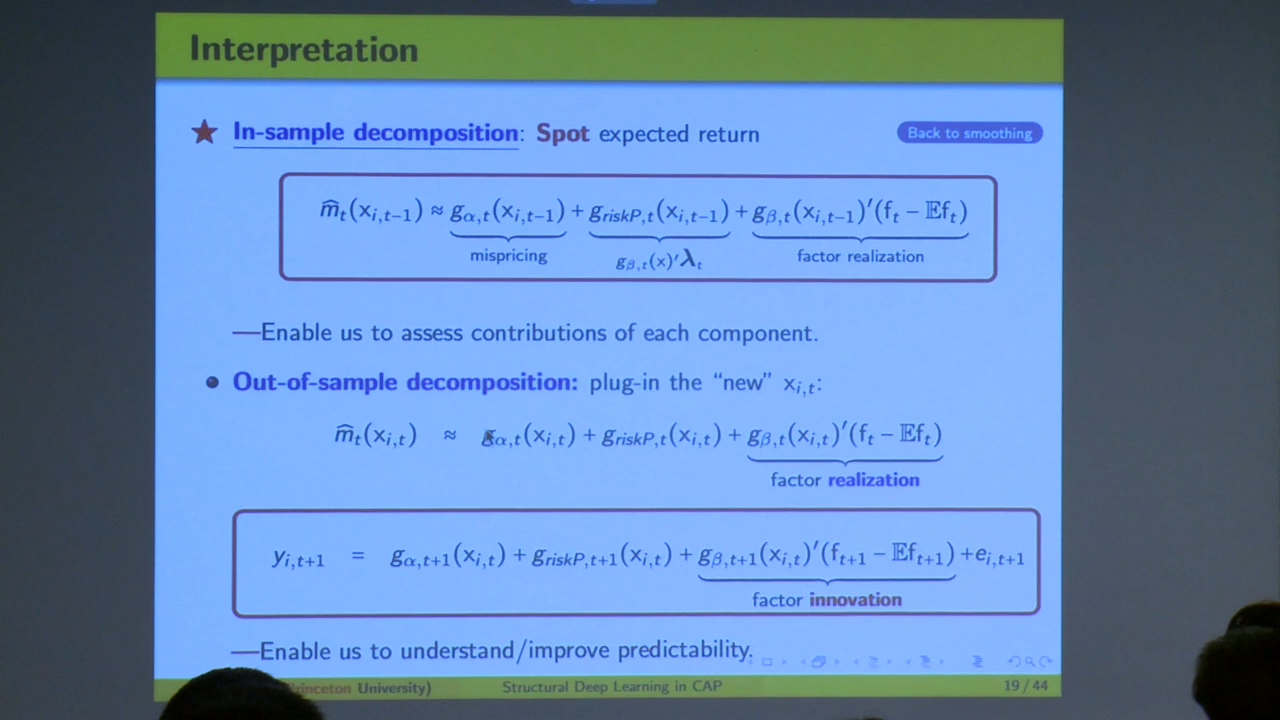 Interpretation
★ In-sample decomposition: Spot expected return
Back to smoothing
m̂_t(x_{i,t−1}) ≈ g_{α,t}(x_{i,t−1}) + g_{riskP,t}(x_{i,t−1}) + g_{β,t}(x_{i,t−1})′(f_t − 𝔼f_t)
mispricing g_{β,t}(x)′λ_t factor realization
—Enable us to assess contributions of each component.
● Out-of-sample decomposition: plug-in the “new” x_{i,t}:
m̂_t(x_{i,t}) ≈ g_{α,t}(x_{i,t}) + g_{riskP,t}(x_{i,t}) + g_{β,t}(x_{i,t})′(f_t − 𝔼f_t)
factor realization
y_{i,t+1} = g_{α,t+1}(x_{i,t}) + g_{riskP,t+1}(x_{i,t}) + g_{β,t+1}(x_{i,t})′(f_{t+1} − 𝔼f_{t+1}) +e_{i,t+1}
factor innovation
—Enable us to understand/improve predictability.
Princeton University) Structural Deep Learning in CAP 19 / 44